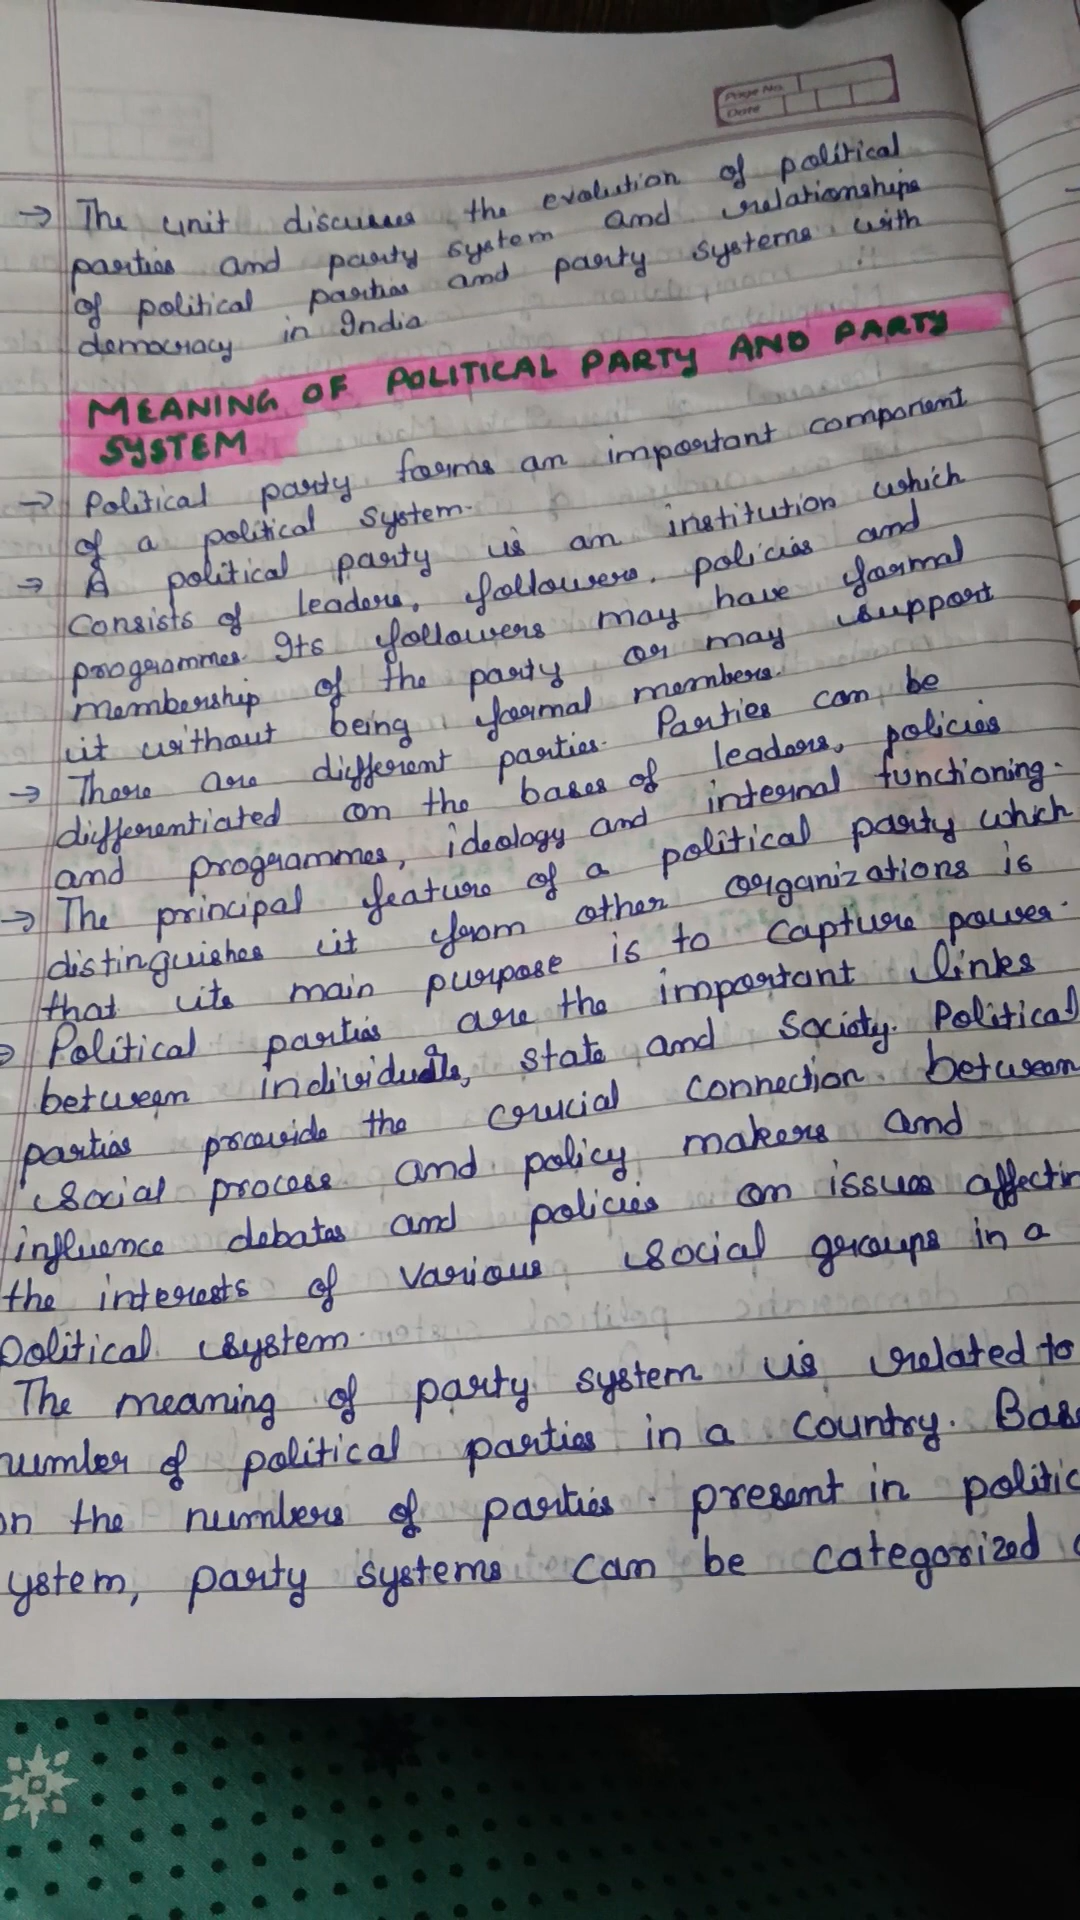 Page No.
Date
→ The unit discusses the evolution of political
parties and party system and relationships
of political parties and party systems with
democracy in India
MEANING OF POLITICAL PARTY AND PARTY
SYSTEM
→ Political party forms an important component
of a political system.
→ A political party is an institution which
consists of leaders, followers, policies and
programmes. Its followers may have formal
membership of the party or may support
it without being formal members.
→ There are different parties. Parties can be
differentiated on the bases of leaders, policies
and programmes, ideology and internal functioning.
→ The principal feature of a political party which
distinguishes it from other organizations is
that its main purpose is to capture power.
Political parties are the important links
between individuals, state and society. Political
parties provide the crucial connection between
social process and policy makers and
influence debates and policies on issues affectin
the interests of various social groups in a
political system.
The meaning of party system is related to
number of political parties in a country. Bas
on the numbers of parties present in politic
ystem, party systems can be categorized